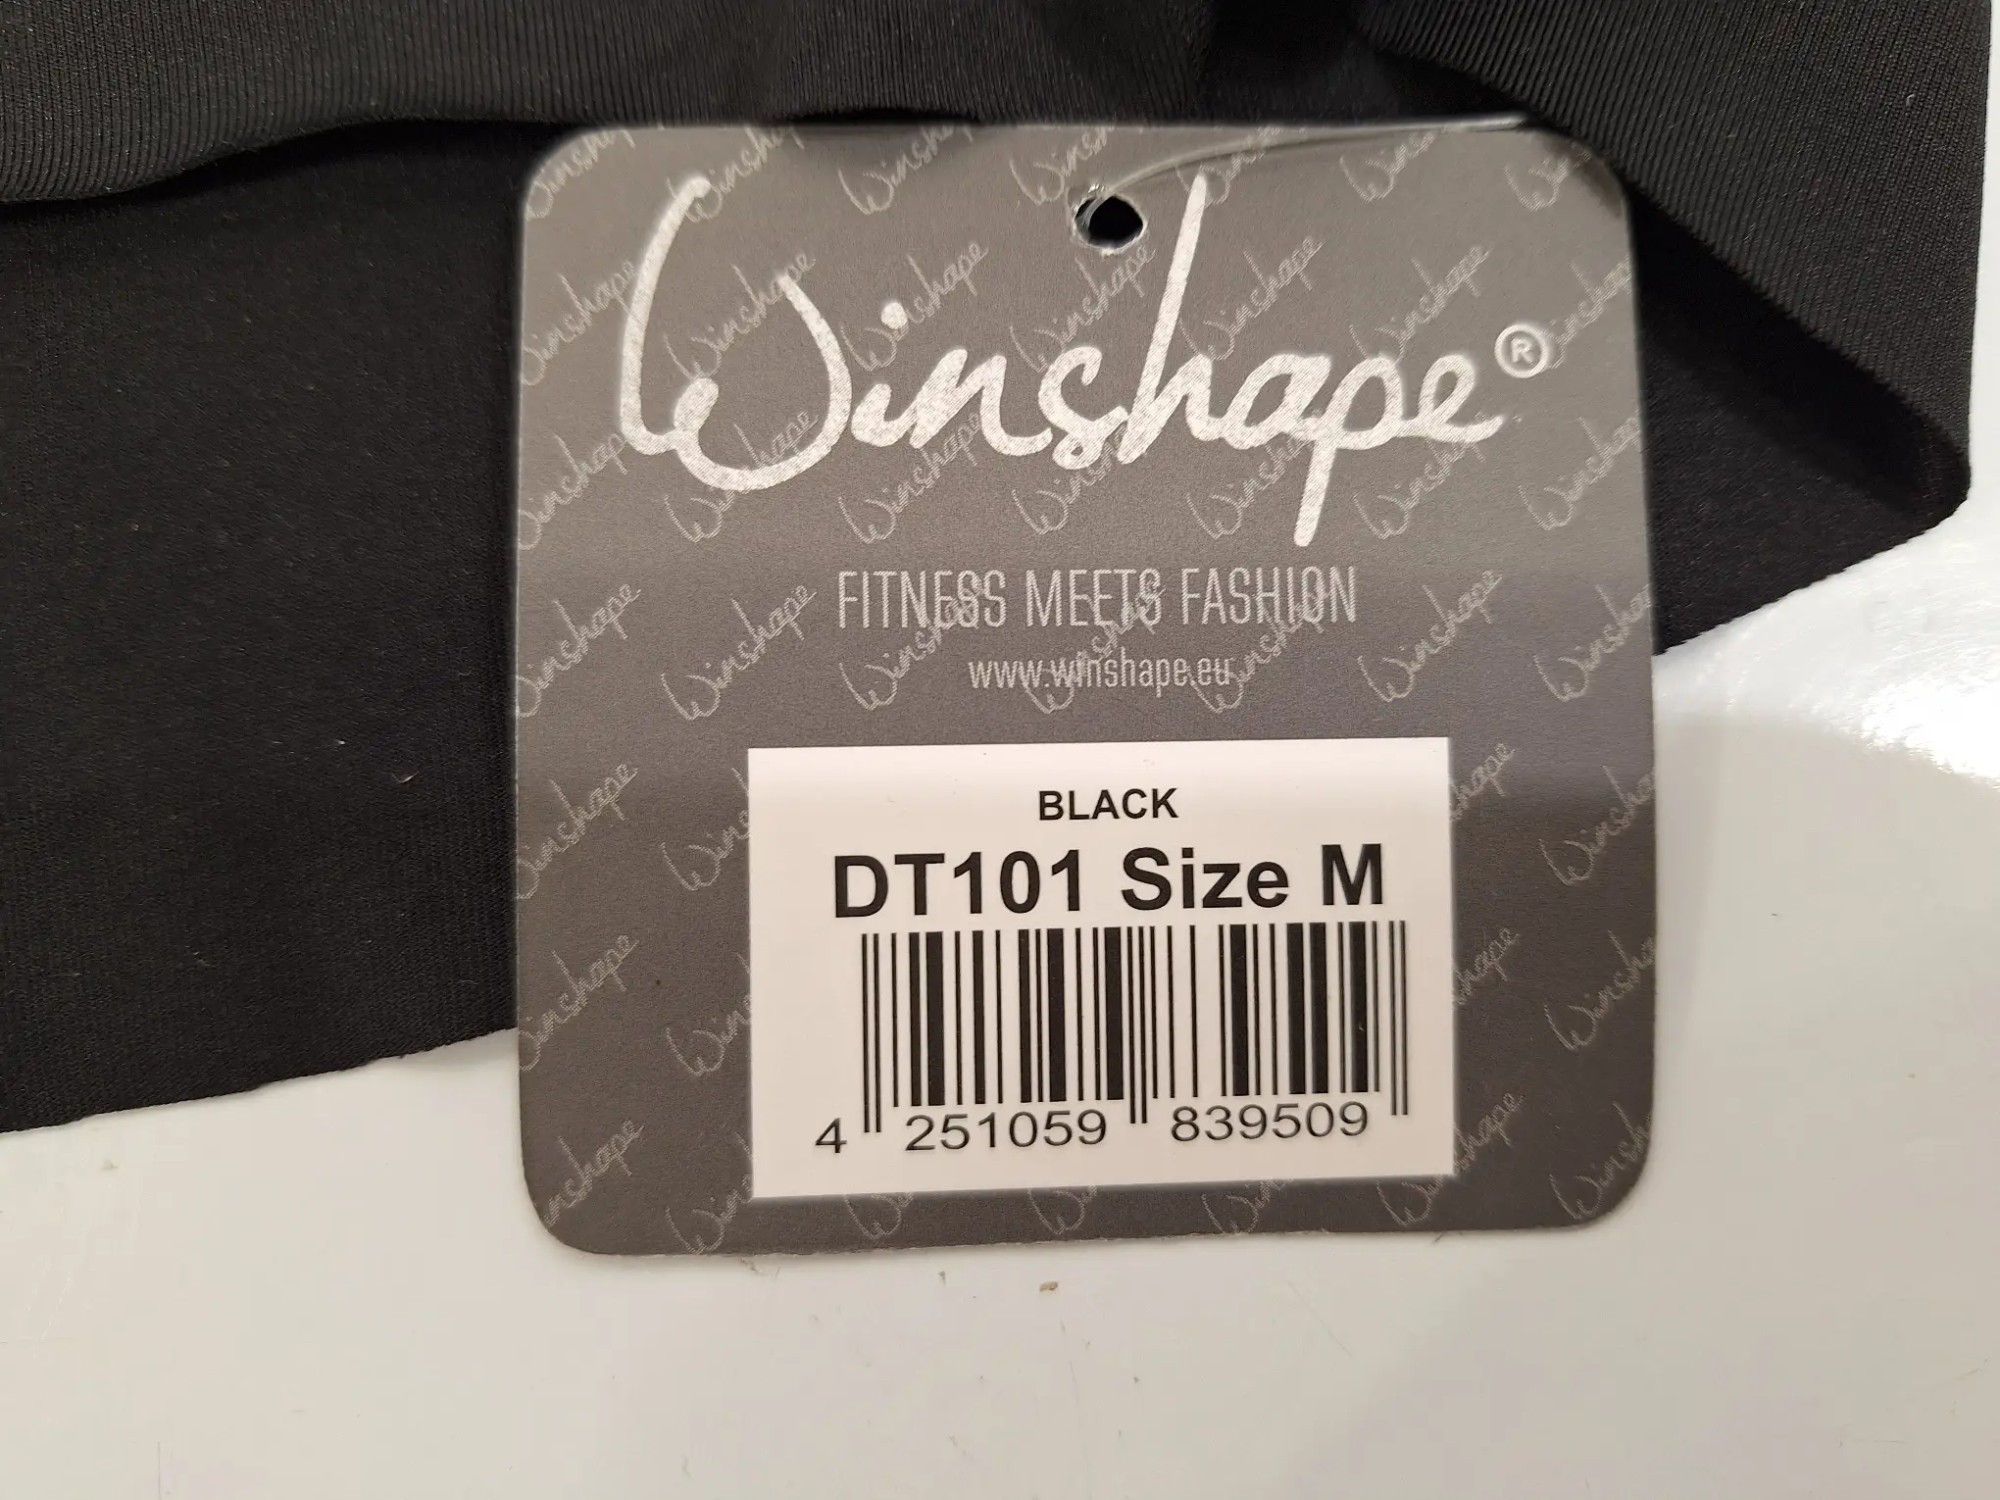 Winshape®
FITNESS MEETS FASHION
www.winshape.eu
BLACK
DT101 Size M
4 251059 839509